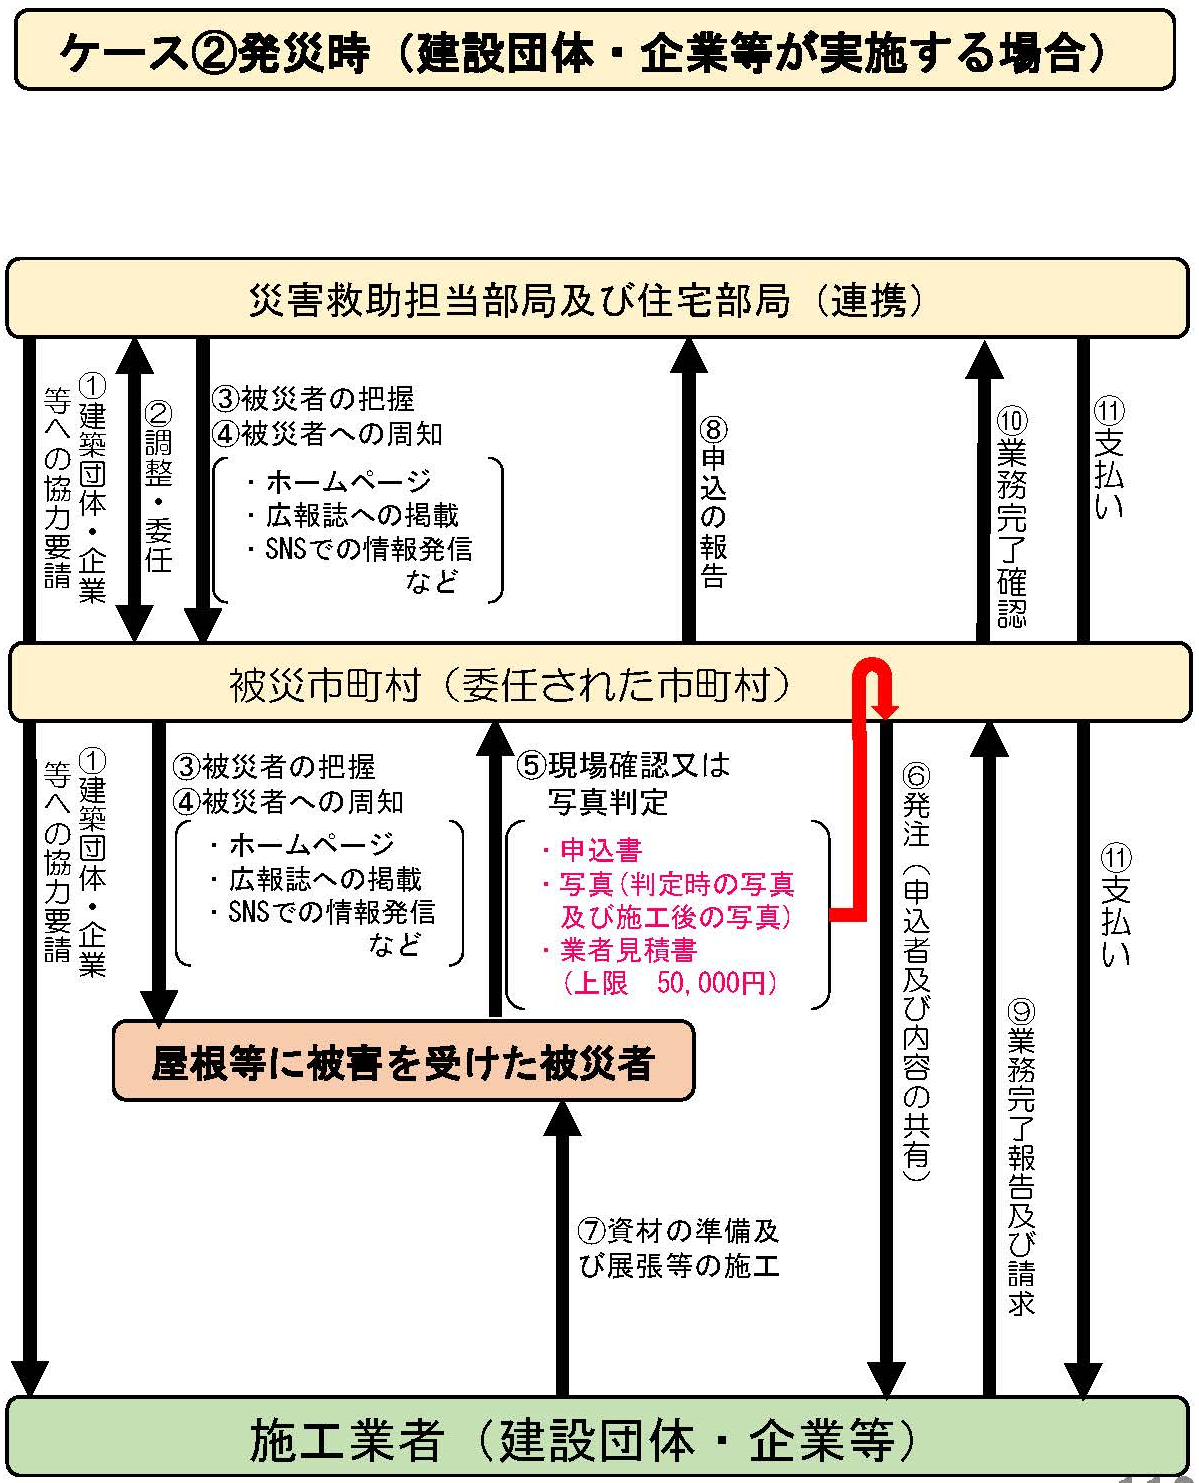 ケース②発災時（建設団体・企業等が実施する場合）
災害救助担当部局及び住宅部局（連携）
①建築団体・企業
等への協力要請
②調整・委任
③被災者の把握
④被災者への周知
・ホームページ
・広報誌への掲載
・SNSでの情報発信
など
⑧申込の報告
⑩業務完了確認
⑪支払い
被災市町村（委任された市町村）
①建築団体・企業
等への協力要請
③被災者の把握
④被災者への周知
・ホームページ
・広報誌への掲載
・SNSでの情報発信
など
⑤現場確認又は
写真判定
・申込書
・写真（判定時の写真
及び施工後の写真）
・業者見積書
（上限　50,000円）
⑥発注（申込者及び内容の共有）
⑨業務完了報告及び請求
⑪支払い
屋根等に被害を受けた被災者
⑦資材の準備及
び展張等の施工
施工業者（建設団体・企業等）